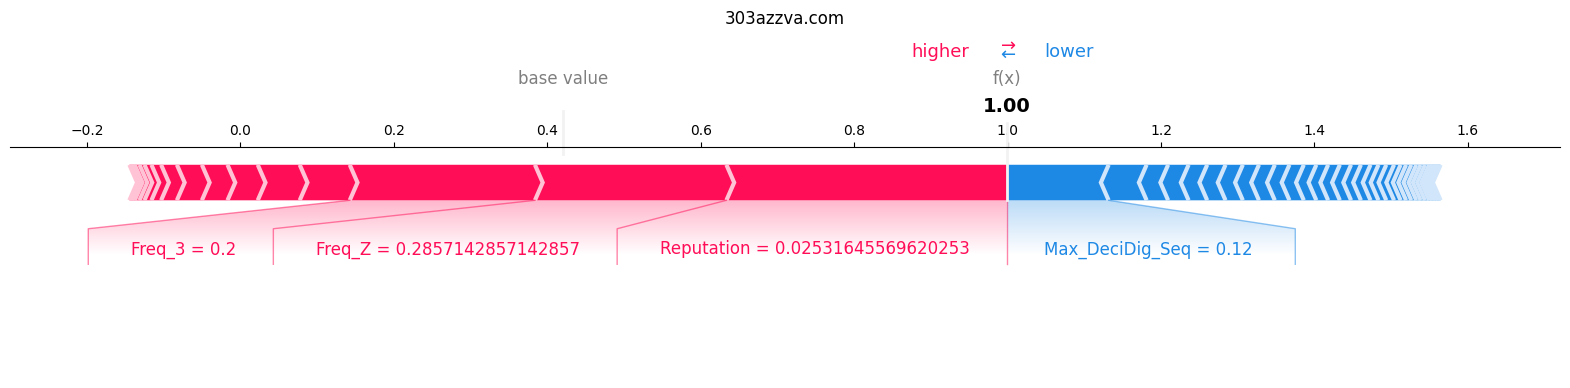 303azzva.com
higher ⇄ lower
base value f(x)
1.00
−0.2 0.0 0.2 0.4 0.6 0.8 1.0 1.2 1.4 1.6
Freq_3 = 0.2 Freq_Z = 0.2857142857142857 Reputation = 0.02531645569620253 Max_DeciDig_Seq = 0.12